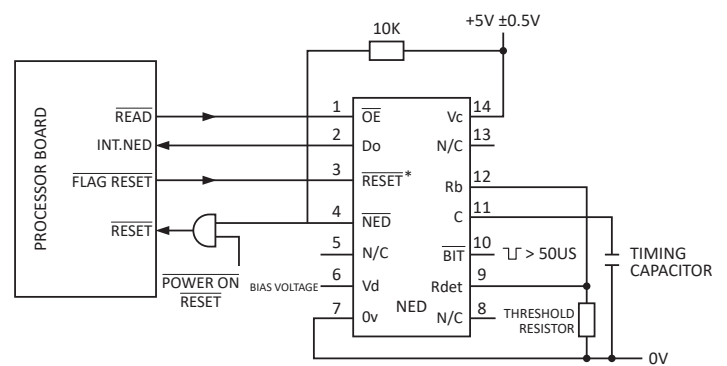 10K
+5V ±0.5V
PROCESSOR BOARD
READ
INT.NED
FLAG RESET
RESET
POWER ON
RESET
BIAS VOLTAGE
1
2
3
4
5
6
7
OE
Do
RESET*
NED
N/C
Vd
0v
NED
Vc
N/C
Rb
C
BIT
Rdet
N/C
14
13
12
11
10
9
8
> 50US
TIMING
CAPACITOR
THRESHOLD
RESISTOR
0V